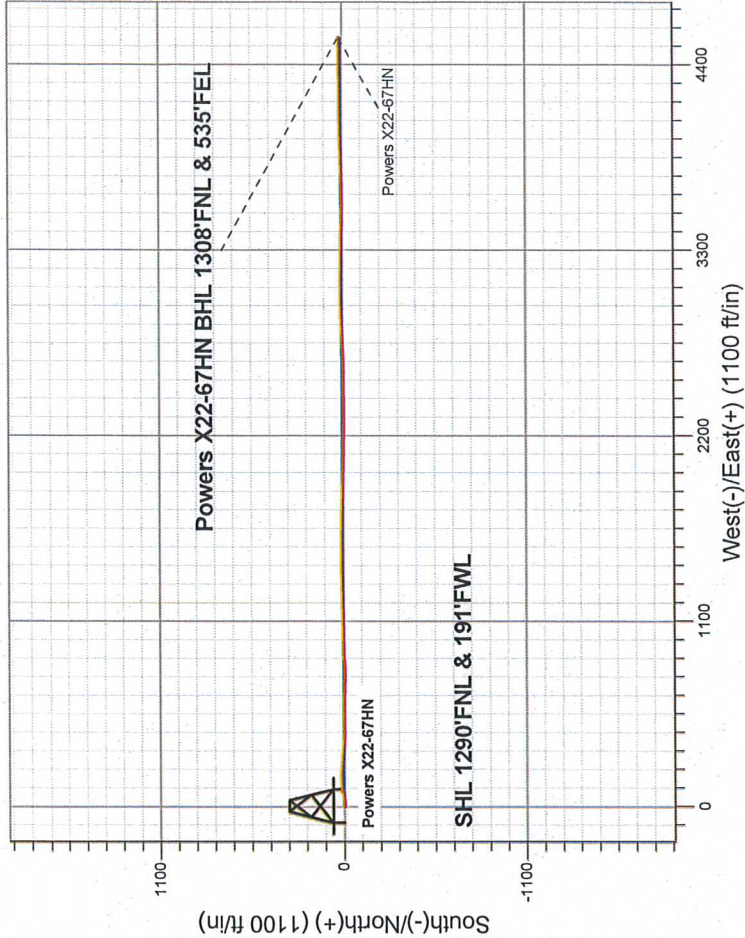 Powers X22-67HN BHL 1308'FNL & 535'FEL
Powers X22-67HN
Powers X22-67HN
SHL 1290'FNL & 191'FWL
South(-)/North(+) (1100 ft/in)
1100
0
-1100
0
1100
2200
3300
4400
West(-)/East(+) (1100 ft/in)